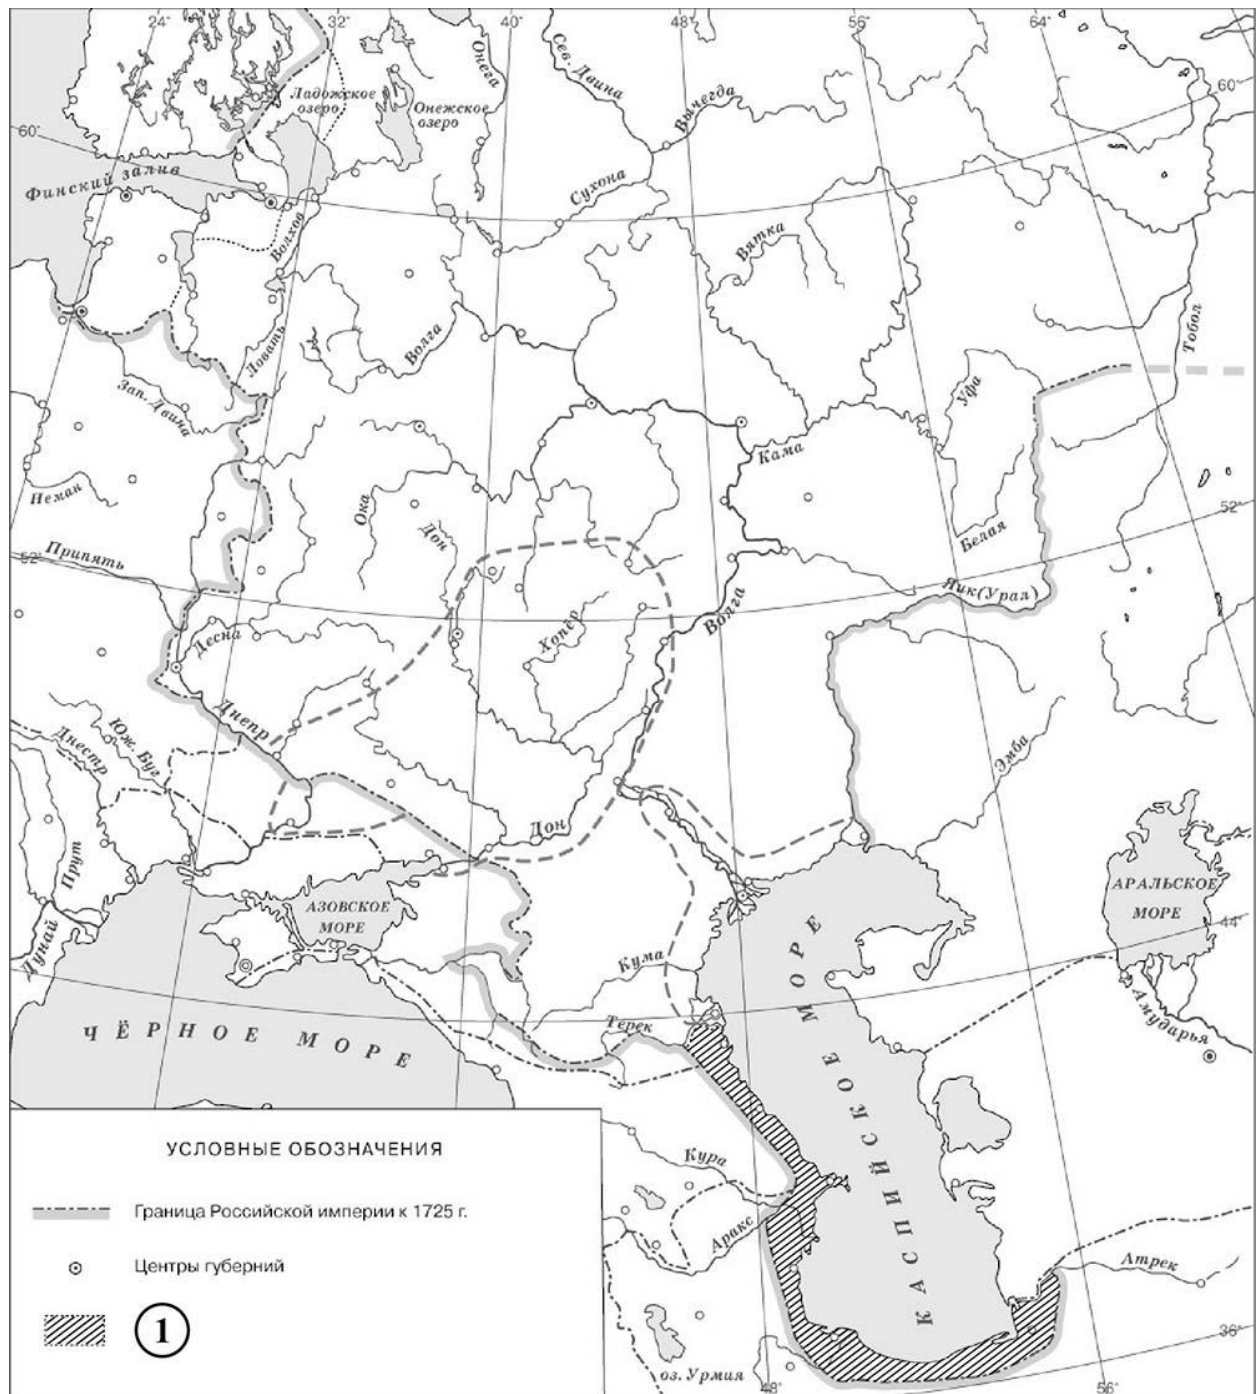 24°
32°
40°
48°
56°
64°
Онега
Сев. Двина
Вычегда
60°
Ладожское
озеро
Онежское
озеро
60°
Финский залив
Сухона
Волхов
Вятка
Тобол
Ловать
Волга
Зап. Двина
Уфа
Кама
Неман
Ока
Дон
52°
Белая
Припять
52°
Яик (Урал)
Волга
Десна
Хопёр
Днепр
Юж. Буг
Днестр
Эмба
Дон
Прут
АЗОВСКОЕ
МОРЕ
АРАЛЬСКОЕ
МОРЕ
44°
Дунай
Кума
Амударья
Терек
ЧЁРНОЕ МОРЕ
КАСПИЙСКОЕ МОРЕ
УСЛОВНЫЕ ОБОЗНАЧЕНИЯ
Граница Российской империи к 1725 г.
Центры губерний
1
Кура
Аракс
Атрек
36°
оз. Урмия
48°
56°